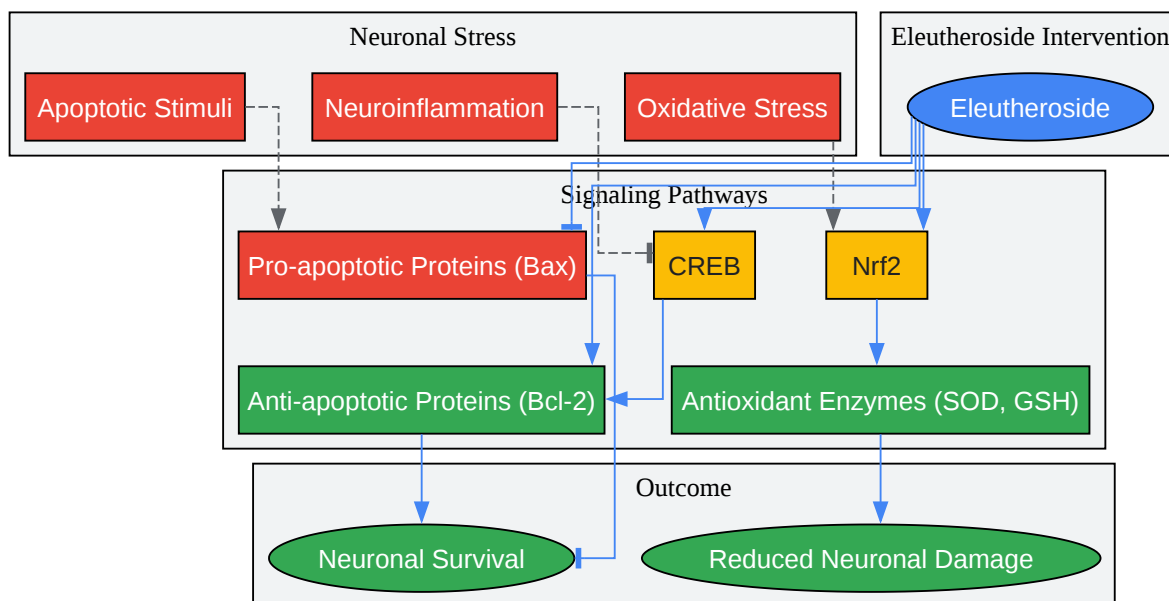 Neuronal Stress
Eleutheroside Intervention
Apoptotic Stimuli
Neuroinflammation
Oxidative Stress
Eleutheroside
Signaling Pathways
Pro-apoptotic Proteins (Bax)
CREB
Nrf2
Anti-apoptotic Proteins (Bcl-2)
Antioxidant Enzymes (SOD, GSH)
Outcome
Neuronal Survival
Reduced Neuronal Damage